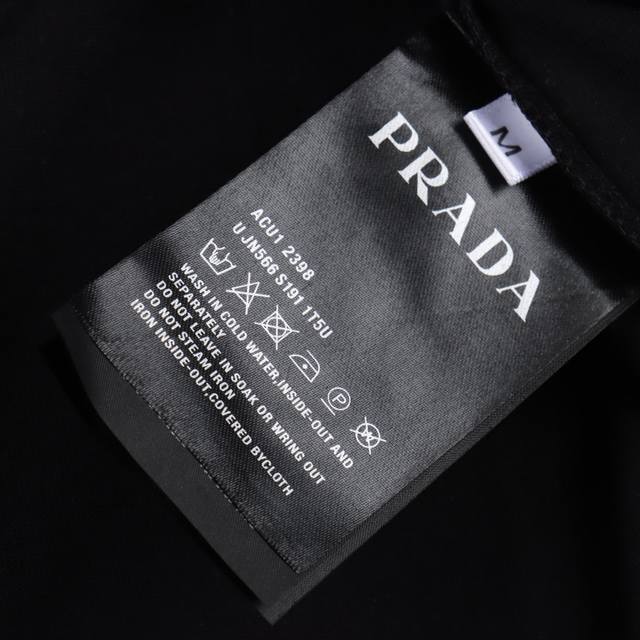 M
PRADA
ACU1 2398
U JN566 S191 1T5U
WASH IN COLD WATER,INSIDE-OUT AND
SEPARATELY
DO NOT LEAVE IN SOAK OR WRING OUT
DO NOT STEAM IRON
IRON INSIDE-OUT,COVERED BYCLOTH